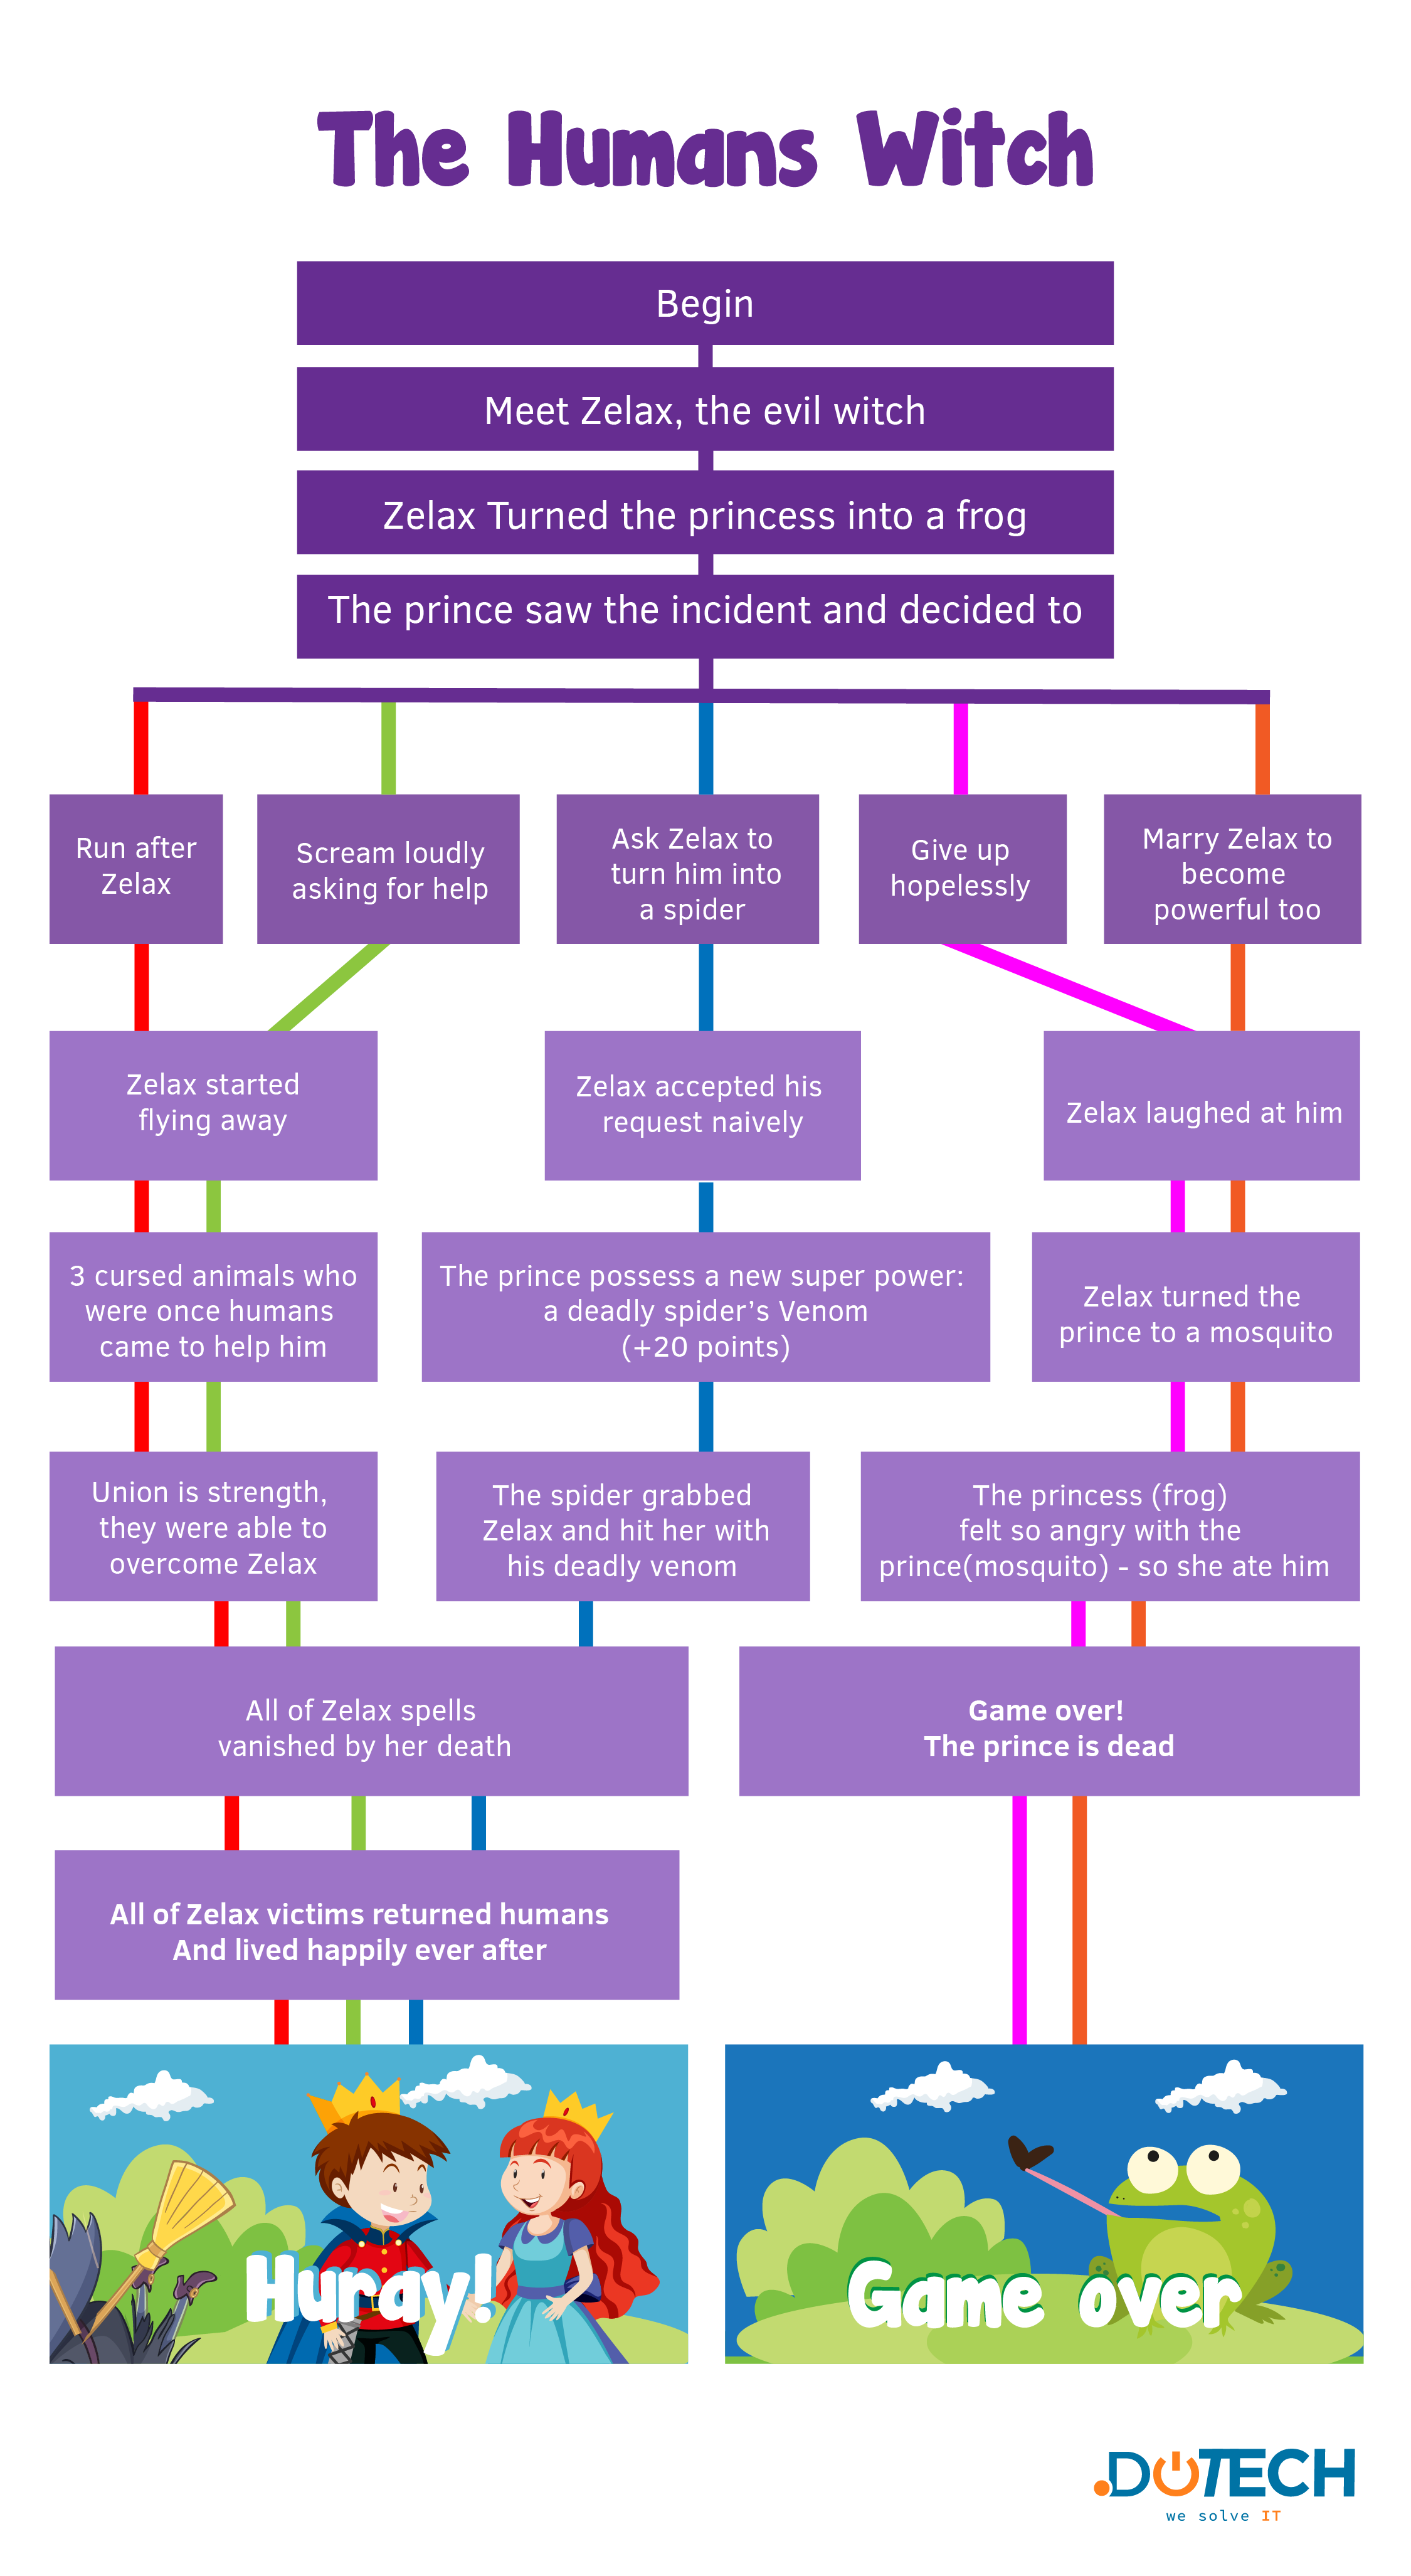 The Humans Witch
Begin
Meet Zelax, the evil witch
Zelax Turned the princess into a frog
The prince saw the incident and decided to
Run after
Zelax
Scream loudly
asking for help
Ask Zelax to
turn him into
a spider
Give up
hopelessly
Marry Zelax to
become
powerful too
Zelax started
flying away
Zelax accepted his
request naively
Zelax laughed at him
3 cursed animals who
were once humans
came to help him
The prince possess a new super power:
a deadly spider’s Venom
(+20 points)
Zelax turned the
prince to a mosquito
Union is strength,
they were able to
overcome Zelax
The spider grabbed
Zelax and hit her with
his deadly venom
The princess (frog)
felt so angry with the
prince(mosquito) - so she ate him
All of Zelax spells
vanished by her death
Game over!
The prince is dead
All of Zelax victims returned humans
And lived happily ever after
Huray!
Game over
.DOTECH
we solve IT